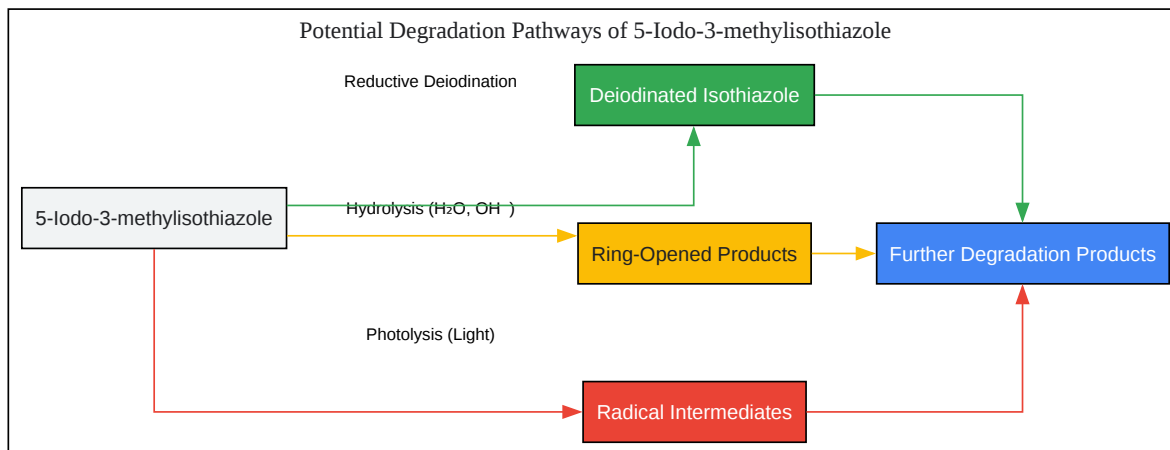 Potential Degradation Pathways of 5-Iodo-3-methylisothiazole
Reductive Deiodination
Deiodinated Isothiazole
5-Iodo-3-methylisothiazole
Hydrolysis (H₂O, OH⁻)
Ring-Opened Products
Further Degradation Products
Photolysis (Light)
Radical Intermediates